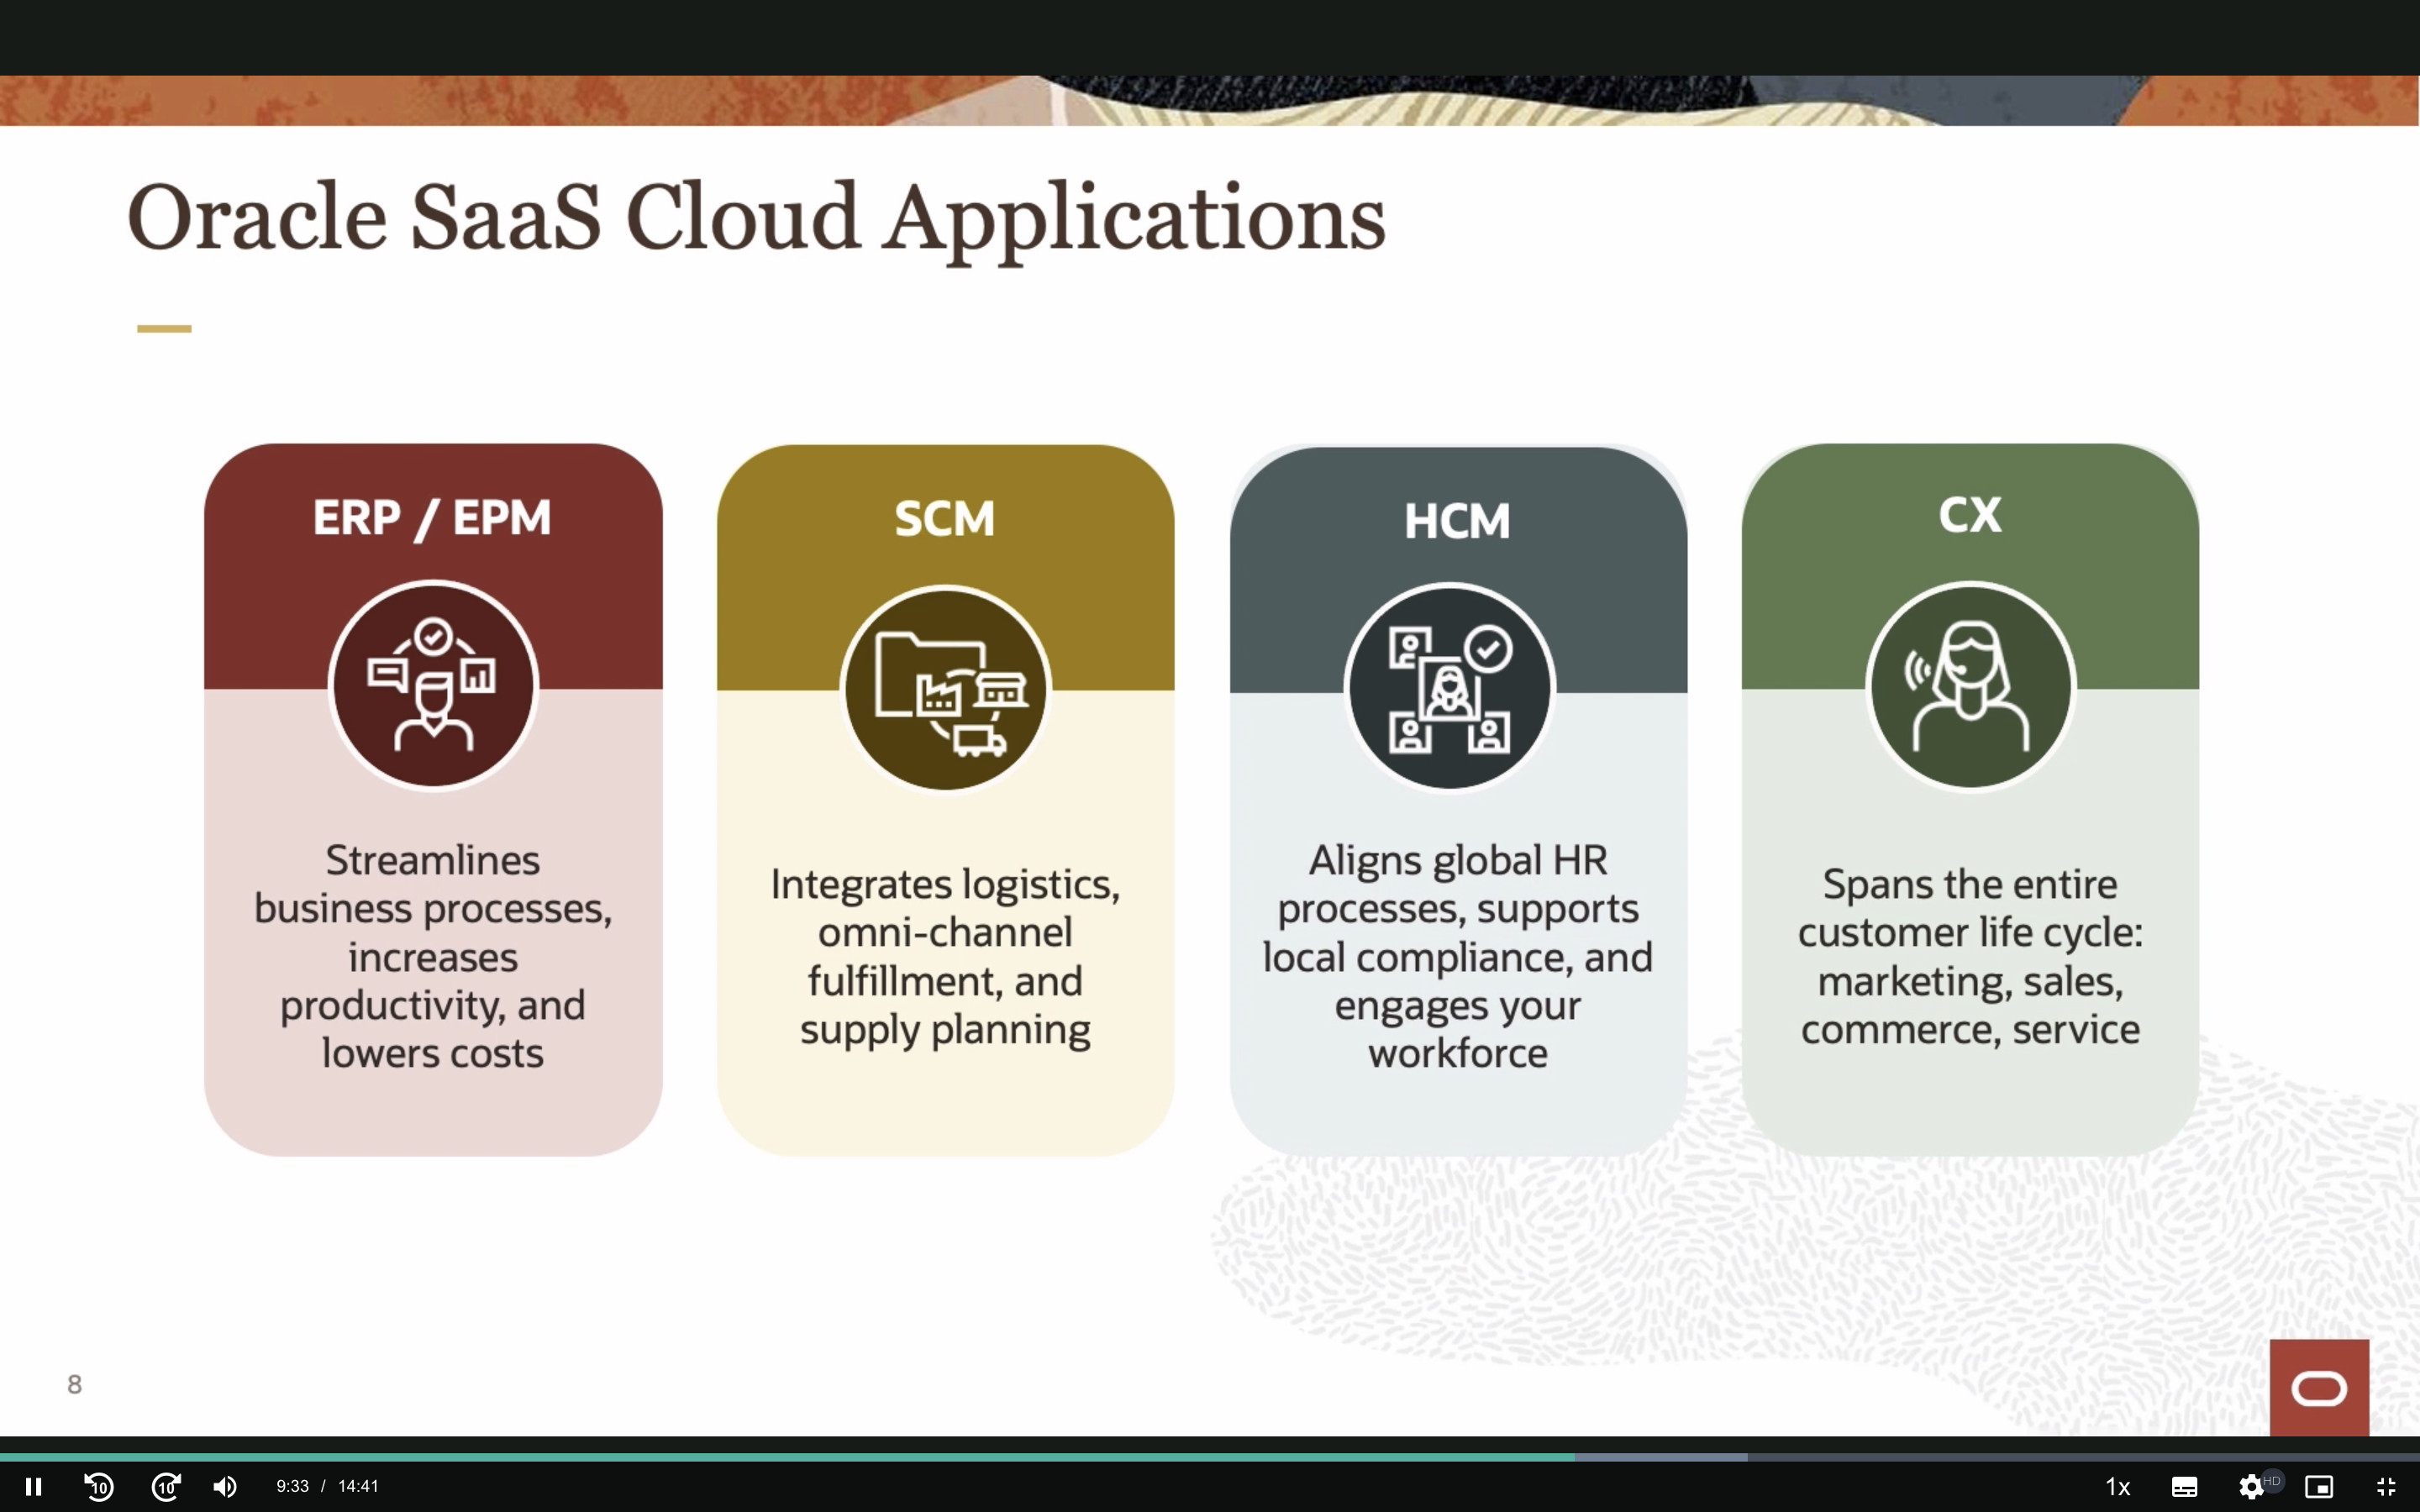 Oracle SaaS Cloud Applications
ERP / EPM
Streamlines
business processes,
increases
productivity, and
lowers costs
SCM
Integrates logistics,
omni-channel
fulfillment, and
supply planning
HCM
Aligns global HR
processes, supports
local compliance, and
engages your
workforce
CX
Spans the entire
customer life cycle:
marketing, sales,
commerce, service
8
10
10
9:33 / 14:41
1x
HD